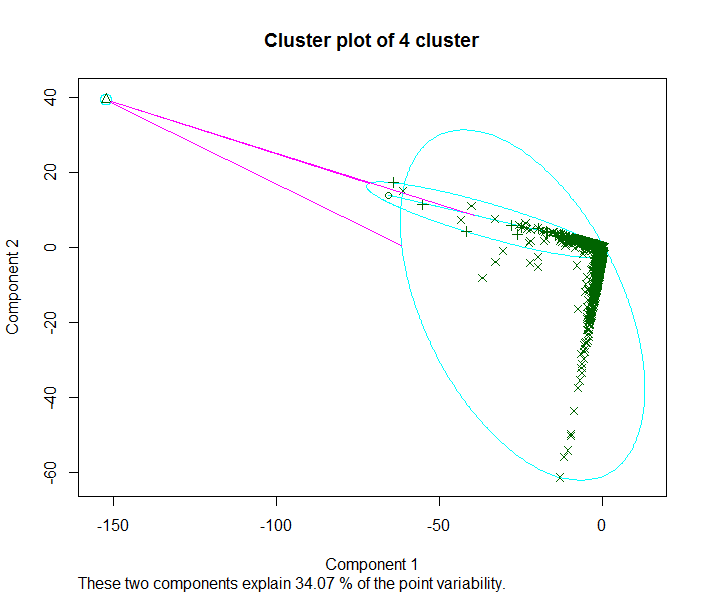 Cluster plot of 4 cluster
40
20
0
-20
-40
-60
Component 2
-150
-100
-50
0
Component 1
These two components explain 34.07 % of the point variability.